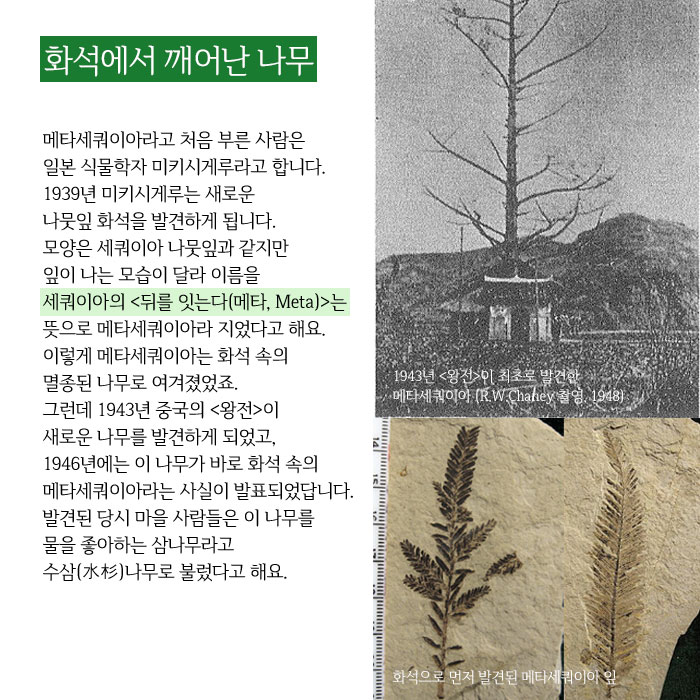 화석에서 깨어난 나무
메타세쿼이아라고 처음 부른 사람은
일본 식물학자 미키시게루라고 합니다.
1939년 미키시게루는 새로운
나뭇잎 화석을 발견하게 됩니다.
모양은 세쿼이아 나뭇잎과 같지만
잎이 나는 모습이 달라 이름을
세쿼이아의 <뒤를 잇는다(메타, Meta)>는
뜻으로 메타세쿼이아라 지었다고 해요.
이렇게 메타세쿼이아는 화석 속의
멸종된 나무로 여겨졌었죠.
그런데 1943년 중국의 <왕전>이
새로운 나무를 발견하게 되었고,
1946년에는 이 나무가 바로 화석 속의
메타세쿼이아라는 사실이 발표되었답니다.
발견된 당시 마을 사람들은 이 나무를
물을 좋아하는 삼나무라고
수삼(水杉)나무로 불렀다고 해요.
1943년 <왕전>이 최초로 발견한
메타세쿼이아 (R.W.Chaney 촬영, 1948)
화석으로 먼저 발견된 메타세쿼이아 잎